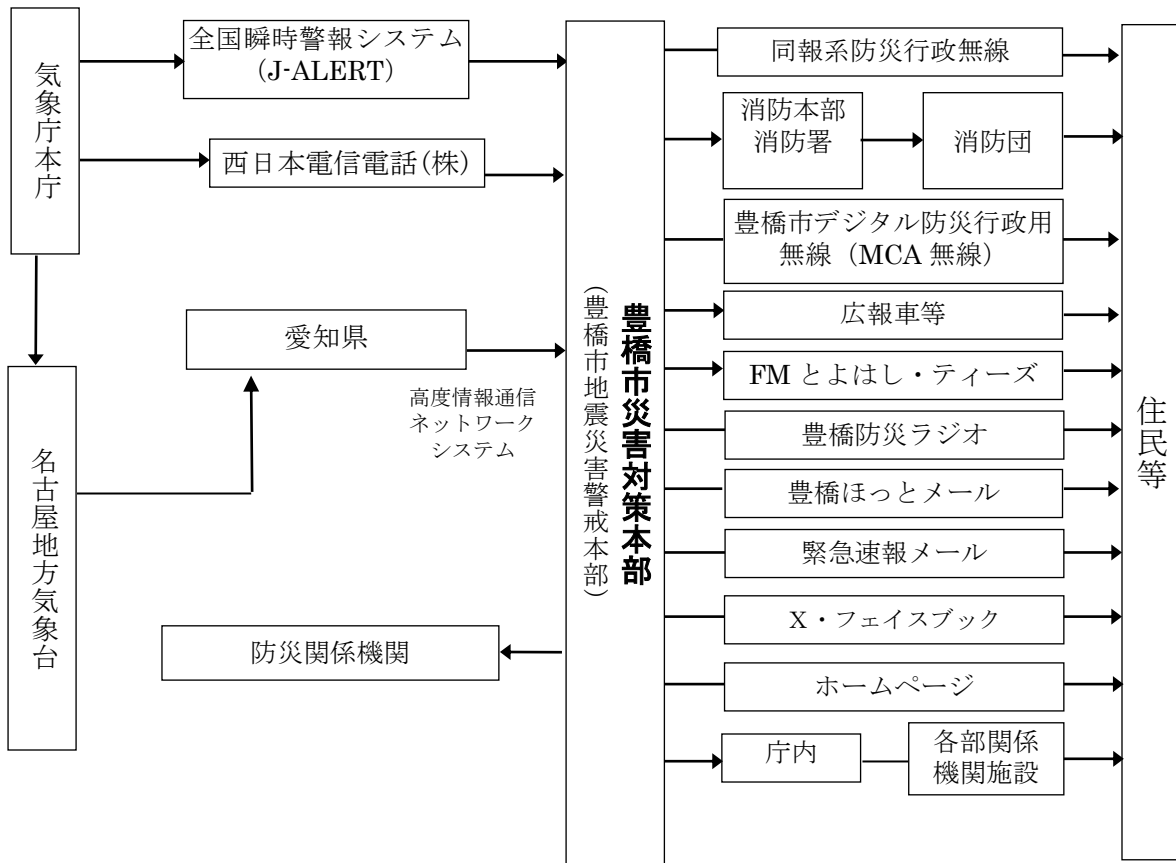 気象庁本庁
全国瞬時警報システム
(J-ALERT)
西日本電信電話(株)
愛知県
高度情報通信
ネットワーク
システム
名古屋地方気象台
防災関係機関
豊橋市災害対策本部
(豊橋市地震災害警戒本部)
同報系防災行政無線
消防本部
消防署
消防団
豊橋市デジタル防災行政用
無線（MCA 無線）
広報車等
FM とよはし・ティーズ
豊橋防災ラジオ
豊橋ほっとメール
緊急速報メール
X・フェイスブック
ホームページ
庁内
各部関係
機関施設
住民等